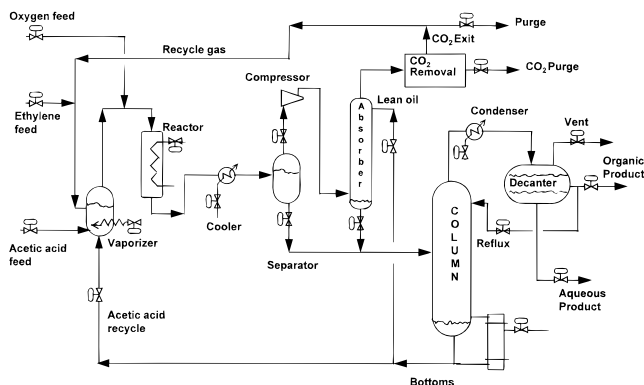 Oxygen feed
Purge
CO2 Exit
Recycle gas
CO2
Removal
CO2 Purge
Compressor
Lean oil
Ethylene
feed
Reactor
Absorber
Condenser
Vent
Organic
Product
Decanter
COLUMN
Cooler
Reflux
Acetic acid
feed
Vaporizer
Separator
Aqueous
Product
Acetic acid
recycle
Bottoms